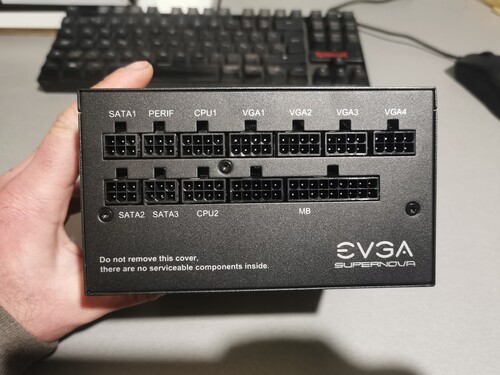 SATA1 PERIF CPU1 VGA1 VGA2 VGA3 VGA4
SATA2 SATA3 CPU2 MB
Do not remove this cover,
there are no serviceable components inside.
EVGA
SUPERNOVA